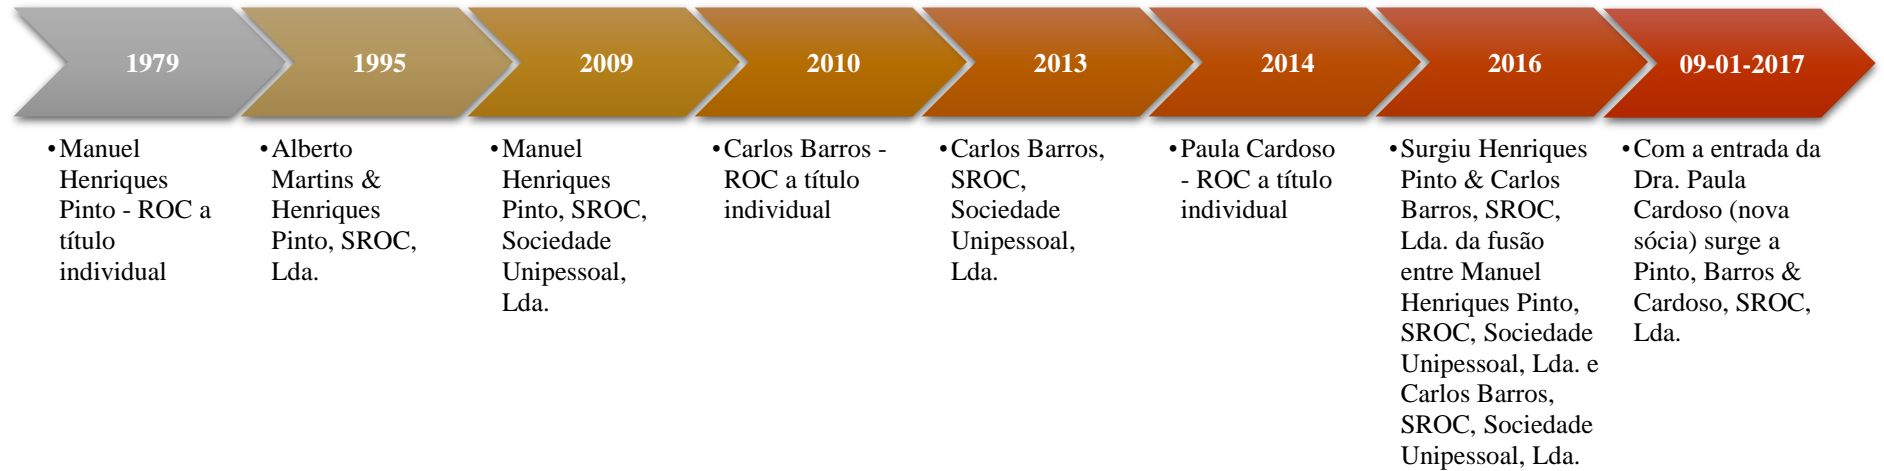 1979
1995
2009
2010
2013
2014
2016
09-01-2017
•Manuel
Henriques
Pinto - ROC a
título
individual
•Alberto
Martins &
Henriques
Pinto, SROC,
Lda.
•Manuel
Henriques
Pinto, SROC,
Sociedade
Unipessoal,
Lda.
•Carlos Barros -
ROC a título
individual
•Carlos Barros,
SROC,
Sociedade
Unipessoal,
Lda.
•Paula Cardoso
- ROC a título
individual
•Surgiu Henriques
Pinto & Carlos
Barros, SROC,
Lda. da fusão
entre Manuel
Henriques Pinto,
SROC, Sociedade
Unipessoal, Lda. e
Carlos Barros,
SROC, Sociedade
Unipessoal, Lda.
•Com a entrada da
Dra. Paula
Cardoso (nova
sócia) surge a
Pinto, Barros &
Cardoso, SROC,
Lda.